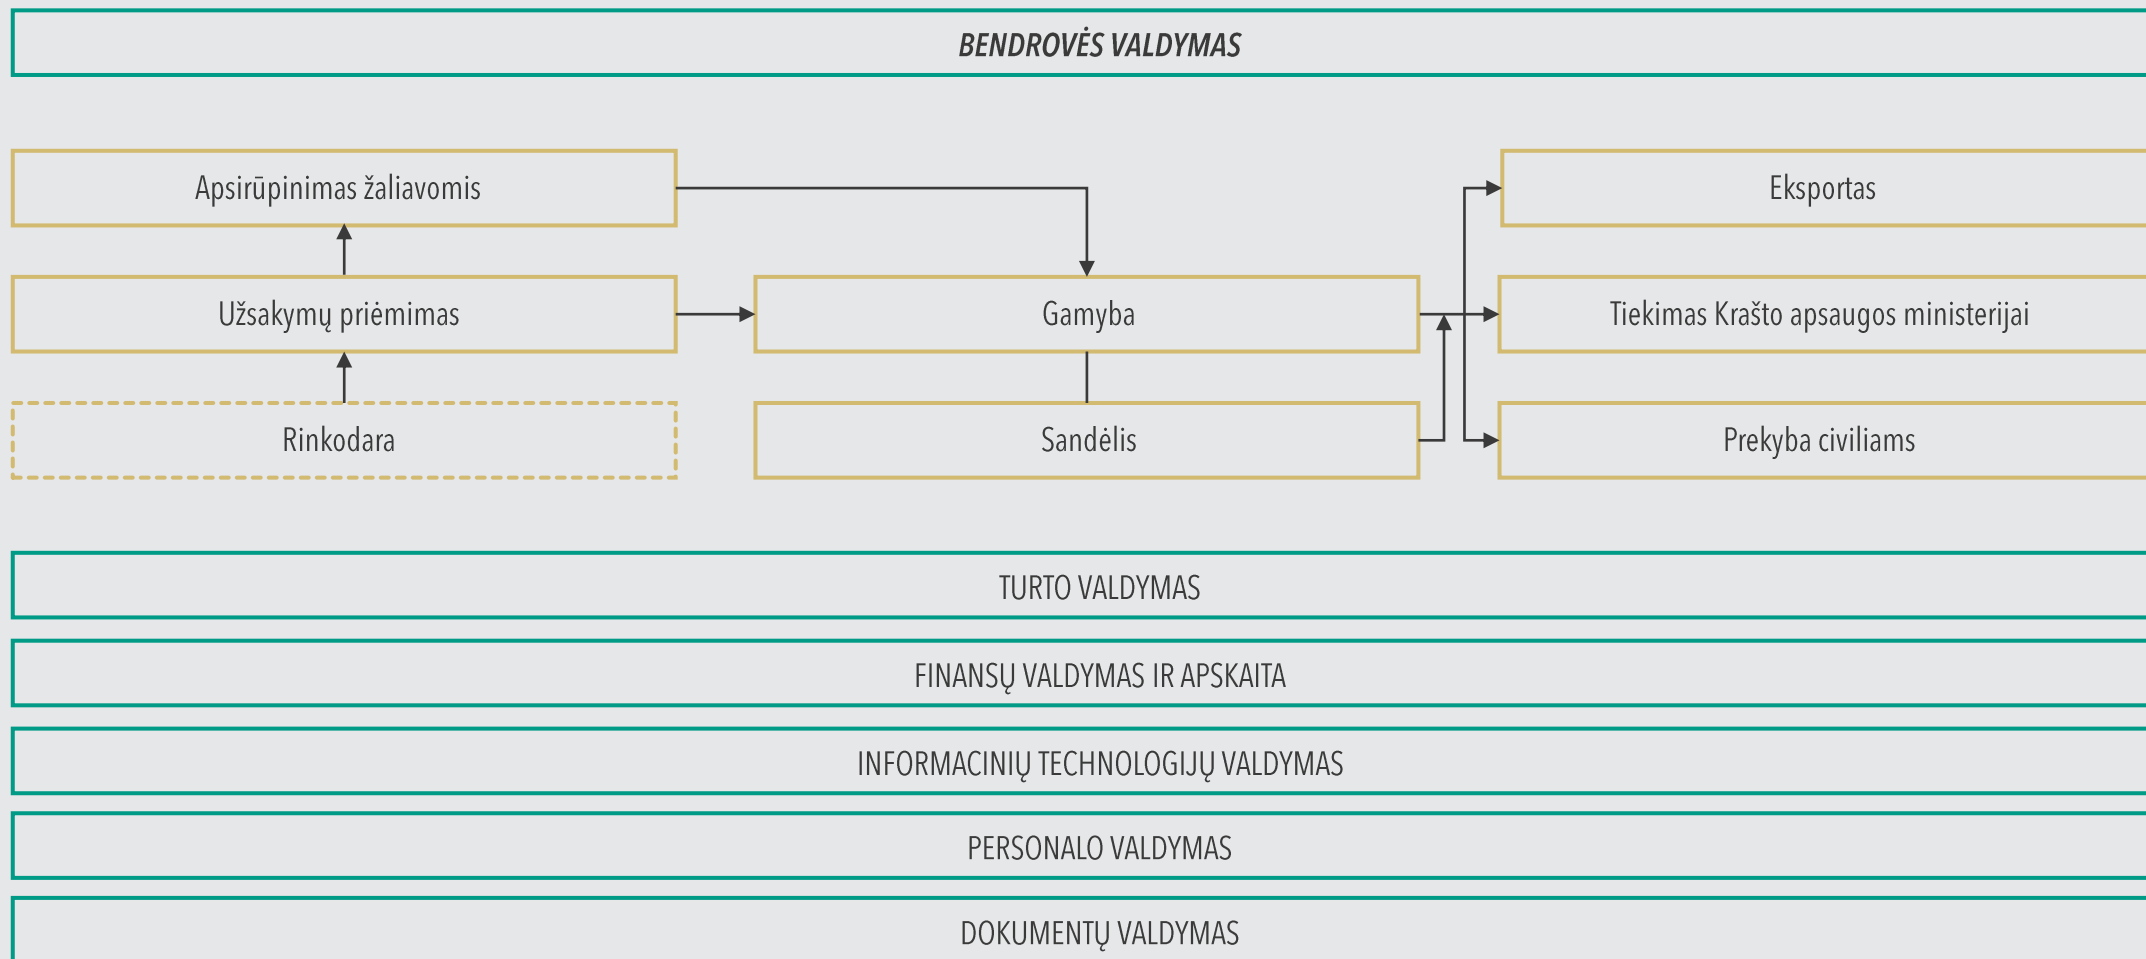 BENDROVĖS VALDYMAS
Apsirūpinimas žaliavomis
Eksportas
Užsakymų priėmimas
Gamyba
Tiekimas Krašto apsaugos ministerijai
Rinkodara
Sandėlis
Prekyba civiliams
TURTO VALDYMAS
FINANSŲ VALDYMAS IR APSKAITA
INFORMACINIŲ TECHNOLOGIJŲ VALDYMAS
PERSONALO VALDYMAS
DOKUMENTŲ VALDYMAS